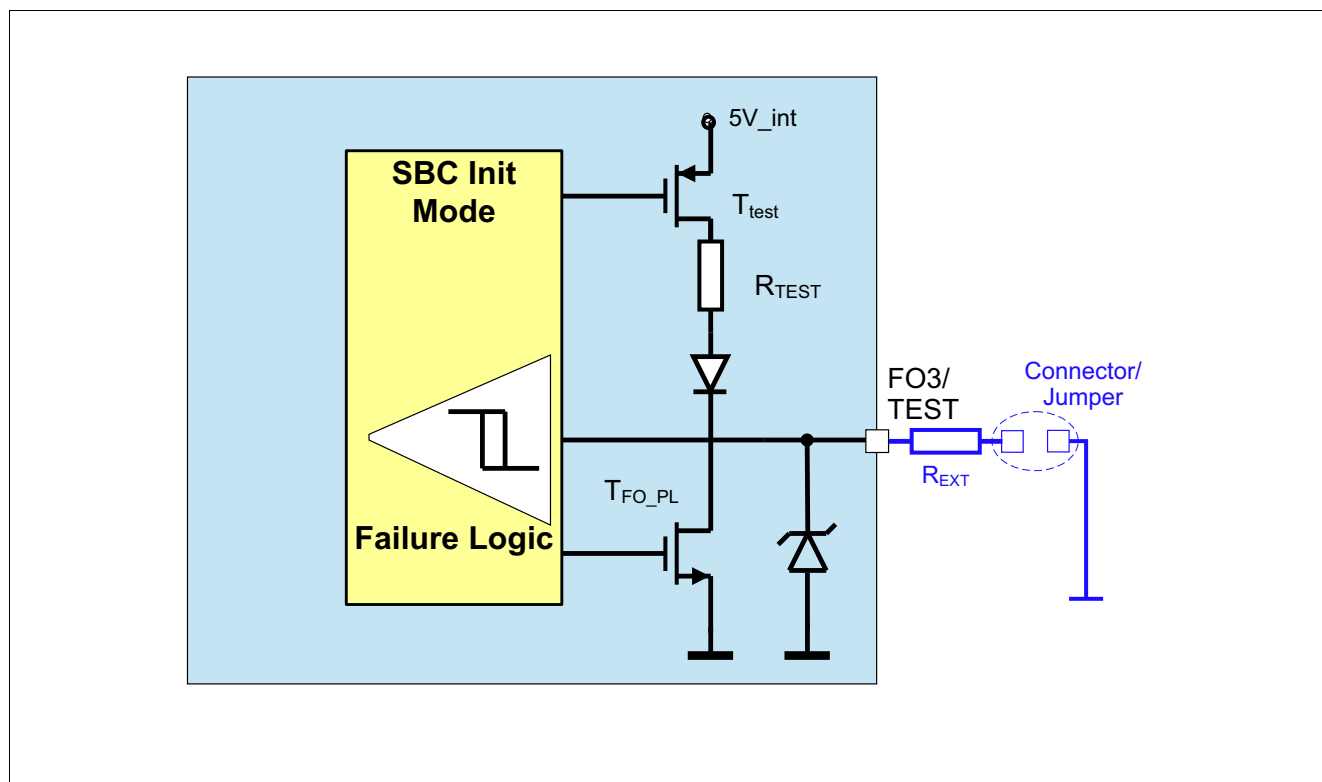 5V_int
SBC Init
Mode
Ttest
RTEST
FO3/
TEST
Connector/
Jumper
REXT
TFO_PL
Failure Logic